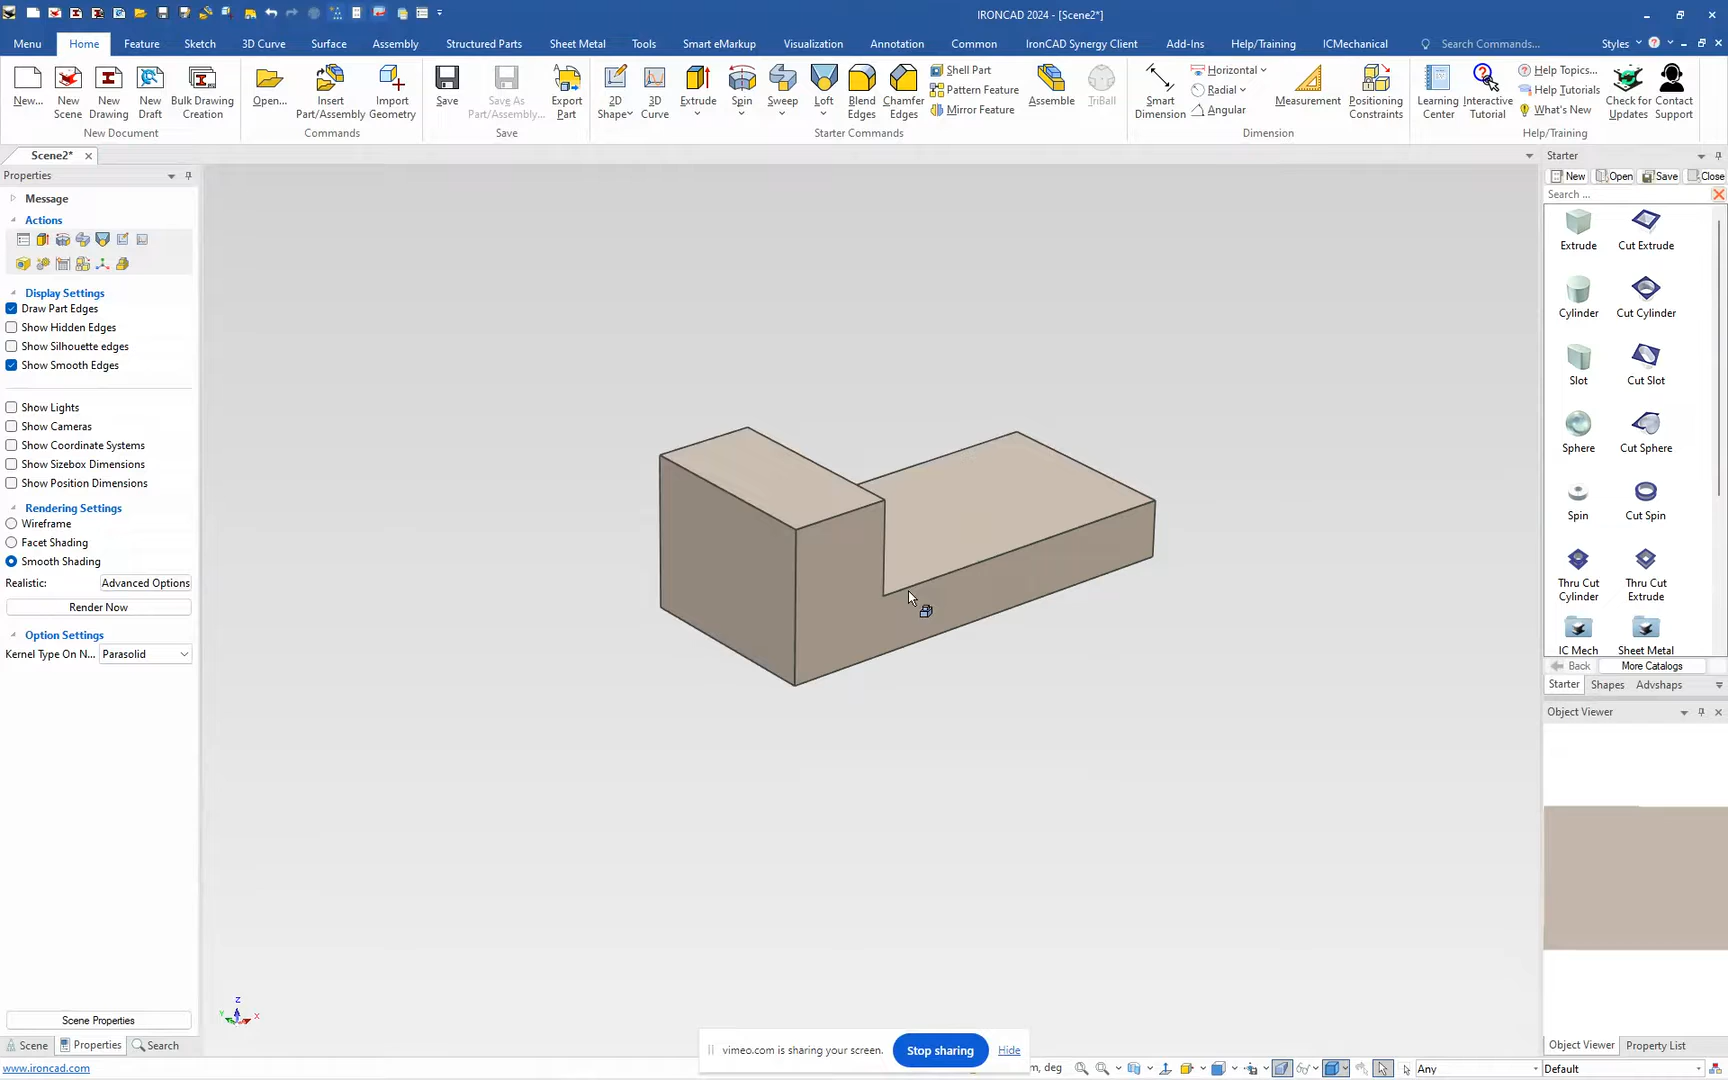 IRONCAD 2024 - [Scene2*]
Menu Home Feature Sketch 3D Curve Surface Assembly Structured Parts Sheet Metal Tools Smart eMarkup Visualization Annotation Common IronCAD Synergy Client Add-Ins Help/Training ICMechanical Search Commands... Styles
New... New Scene New Drawing New Draft Bulk Drawing Creation
New Document
Open... Insert Part/Assembly Import Geometry
Commands
Save Save As Part/Assembly... Export Part
Save
2D Shape 3D Curve Extrude Spin Sweep Loft Blend Edges Chamfer Edges
Shell Part
Pattern Feature
Mirror Feature
Assemble TriBall
Starter Commands
Smart Dimension
Horizontal
Radial
Angular
Measurement Positioning Constraints
Dimension
Learning Center Interactive Tutorial
Help Topics...
Help Tutorials
What's New
Check for Updates Contact Support
Help/Training
Scene2*
Properties
Message
Actions
Display Settings
Draw Part Edges
Show Hidden Edges
Show Silhouette edges
Show Smooth Edges
Show Lights
Show Cameras
Show Coordinate Systems
Show Sizebox Dimensions
Show Position Dimensions
Rendering Settings
Wireframe
Facet Shading
Smooth Shading
Realistic: Advanced Options
Render Now
Option Settings
Kernel Type On N... Parasolid
Scene Properties
Scene Properties Search
www.ironcad.com
Z
Y X
vimeo.com is sharing your screen. Stop sharing Hide
Starter
New Open Save Close
Search ...
Extrude Cut Extrude
Cylinder Cut Cylinder
Slot Cut Slot
Sphere Cut Sphere
Spin Cut Spin
Thru Cut Cylinder Thru Cut Extrude
IC Mech Sheet Metal
Back More Catalogs
Starter Shapes Advshaps
Object Viewer
Object Viewer Property List
deg Any Default